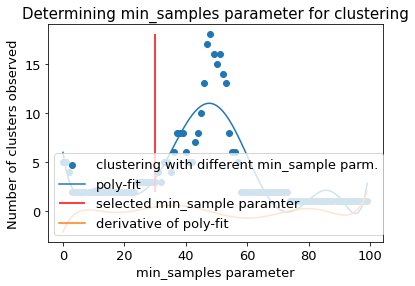 Determining min_samples parameter for clustering
Number of clusters observed
15
10
5
0
clustering with different min_sample parm.
poly-fit
selected min_sample paramter
derivative of poly-fit
0 20 40 60 80 100
min_samples parameter